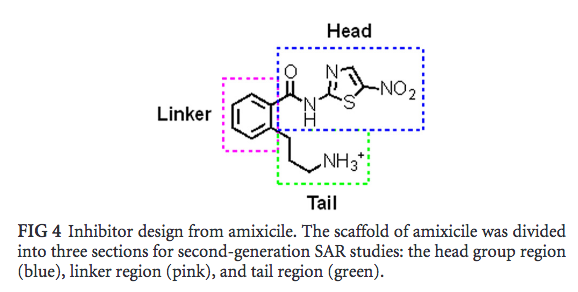 Head
O
N
NO2
N
H
S
Linker
NH3+
Tail
FIG 4 Inhibitor design from amixicile. The scaffold of amixicile was divided
into three sections for second-generation SAR studies: the head group region
(blue), linker region (pink), and tail region (green).